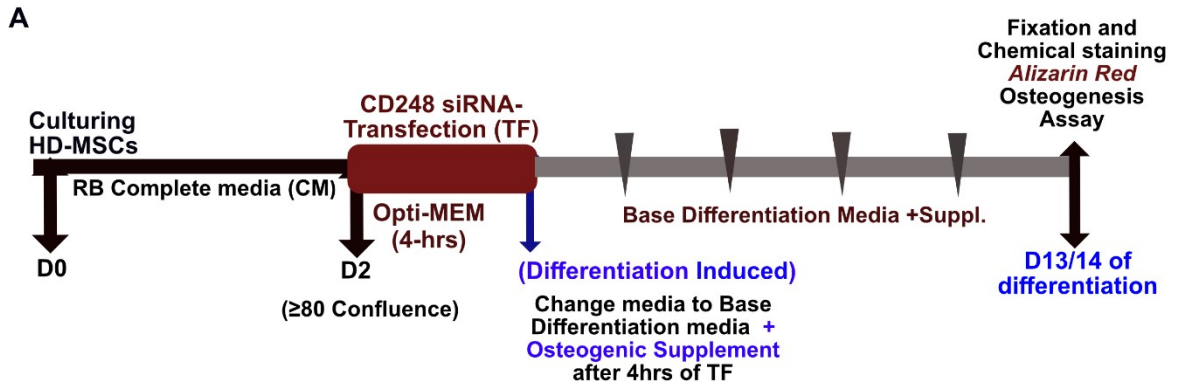 A
Culturing
HD-MSCs
RB Complete media (CM)
D0
CD248 siRNA-
Transfection (TF)
Opti-MEM
(4-hrs)
D2
(≥80 Confluence)
(Differentiation Induced)
Change media to Base
Differentiation media +
Osteogenic Supplement
after 4hrs of TF
Base Differentiation Media +Suppl.
Fixation and
Chemical staining
Alizarin Red
Osteogenesis
Assay
D13/14 of
differentiation